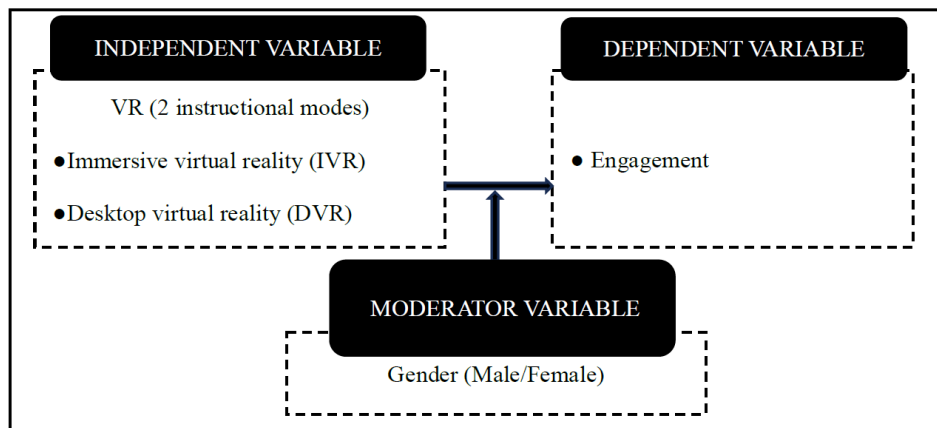 INDEPENDENT VARIABLE
VR (2 instructional modes)
●Immersive virtual reality (IVR)
●Desktop virtual reality (DVR)
DEPENDENT VARIABLE
● Engagement
MODERATOR VARIABLE
Gender (Male/Female)